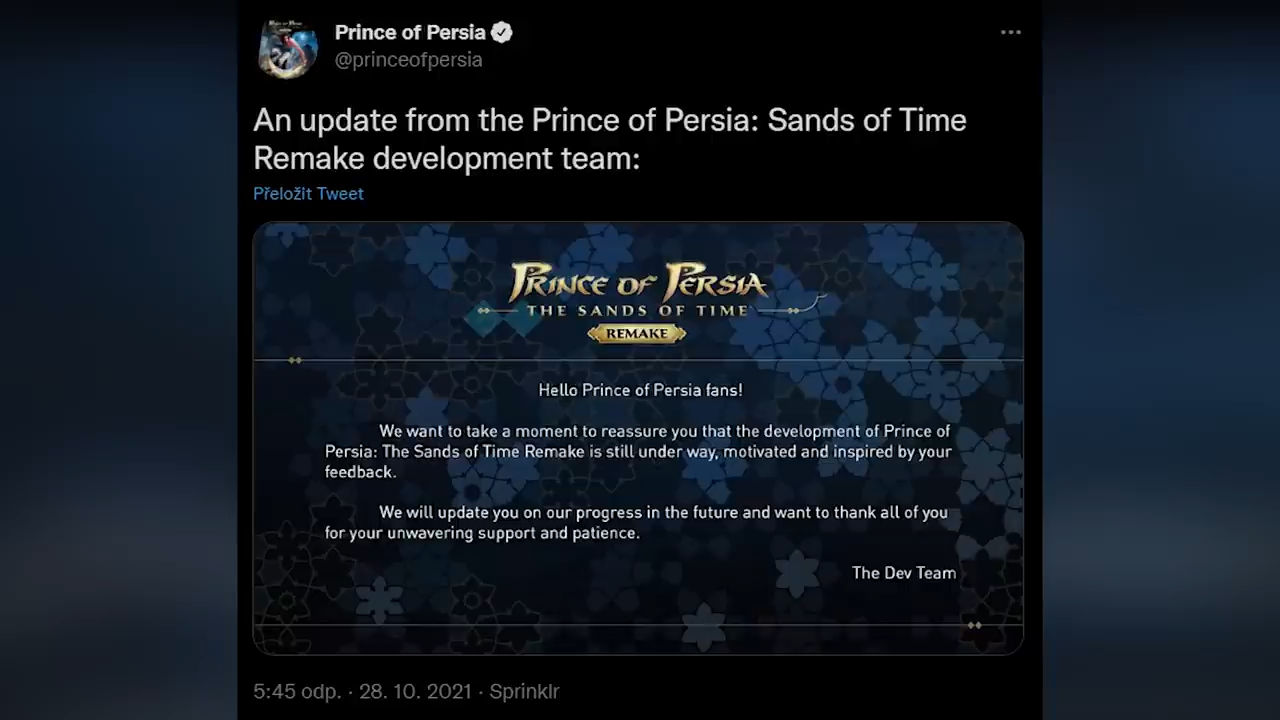 Prince of Persia
@princeofpersia
An update from the Prince of Persia: Sands of Time
Remake development team:
Přeložit Tweet
PRINCE OF PERSIA
THE SANDS OF TIME
REMAKE
Hello Prince of Persia fans!
We want to take a moment to reassure you that the development of Prince of
Persia: The Sands of Time Remake is still under way, motivated and inspired by your
feedback.
We will update you on our progress in the future and want to thank all of you
for your unwavering support and patience.
The Dev Team
5:45 odp. · 28. 10. 2021 · Sprinklr